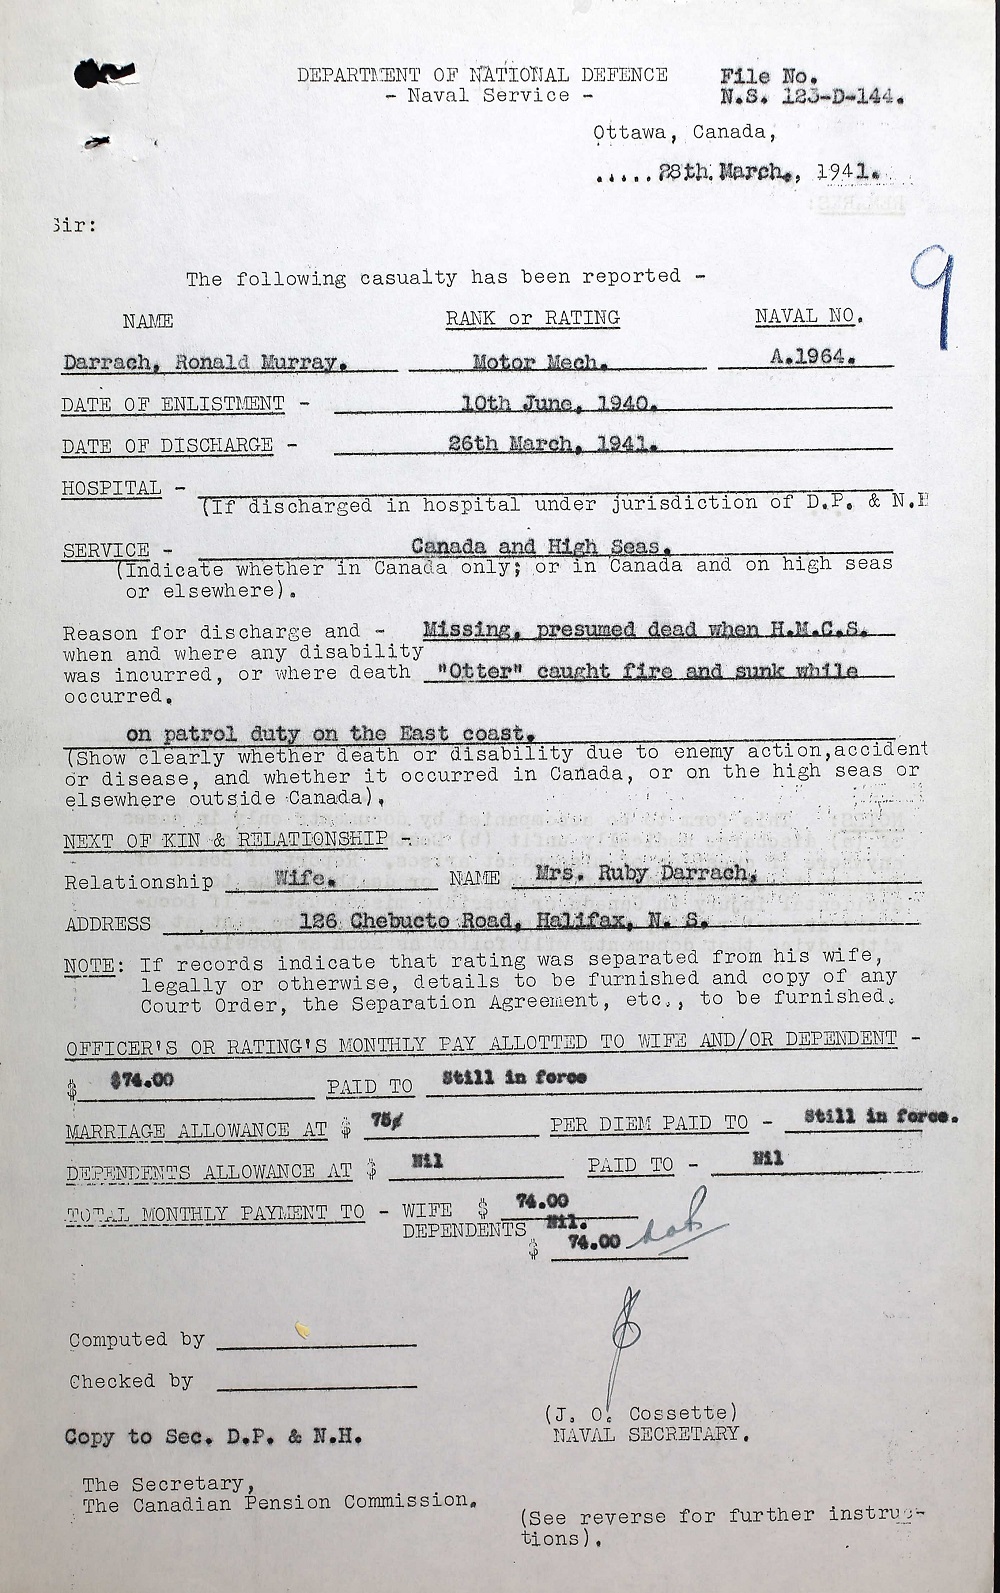 DEPARTMENT OF NATIONAL DEFENCE
- Naval Service -
File No.
N.S. 123-D-144.
Ottawa, Canada,
.....28th. March., 1941.
Sir:
9
The following casualty has been reported -
NAME RANK or RATING NAVAL NO.
Darrach, Ronald Murray. Motor Mech. A.1964.
DATE OF ENLISTMENT - 10th June, 1940.
DATE OF DISCHARGE - 26th March, 1941.
HOSPITAL -
(If discharged in hospital under jurisdiction of D.P. & N.H
SERVICE - Canada and High Seas.
(Indicate whether in Canada only; or in Canada and on high seas
or elsewhere).
Reason for discharge and - Missing, presumed dead when H.M.C.S.
when and where any disability
was incurred, or where death "Otter" caught fire and sunk while
occurred.
on patrol duty on the East coast.
(Show clearly whether death or disability due to enemy action,accident
or disease, and whether it occurred in Canada, or on the high seas or
elsewhere outside Canada).
NEXT OF KIN & RELATIONSHIP -
Relationship Wife. NAME Mrs. Ruby Darrach,
ADDRESS 126 Chebucto Road, Halifax, N. S.
NOTE: If records indicate that rating was separated from his wife,
legally or otherwise, details to be furnished and copy of any
Court Order, the Separation Agreement, etc., to be furnished.
OFFICER'S OR RATING'S MONTHLY PAY ALLOTTED TO WIFE AND/OR DEPENDENT -
$ $74.00 PAID TO Still in force
MARRIAGE ALLOWANCE AT $ 75¢ PER DIEM PAID TO - Still in force.
DEPENDENTS ALLOWANCE AT $ Nil PAID TO - Nil
TOTAL MONTHLY PAYMENT TO - WIFE $ 74.00
DEPENDENTS Nil.
$ 74.00
Computed by
Checked by
(J. O. Cossette)
NAVAL SECRETARY.
Copy to Sec. D.P. & N.H.
The Secretary,
The Canadian Pension Commission.
(See reverse for further instruc-
tions).